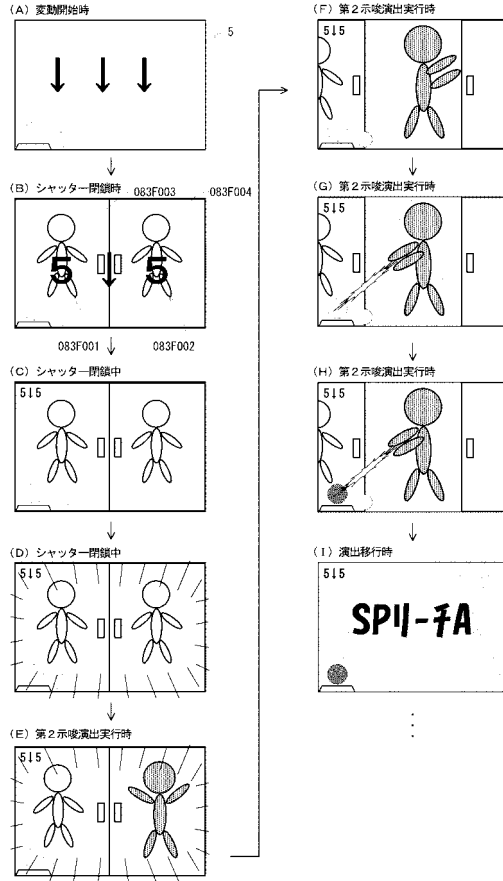 (A) 変動開始時
5
(B) シャッター閉鎖時
083F003
083F004
5
5
083F001
083F002
(C) シャッター閉鎖中
5↓5
(D) シャッター閉鎖中
5↓5
(E) 第2示唆演出実行時
5↓5
(F) 第2示唆演出実行時
5↓5
(G) 第2示唆演出実行時
5↓5
(H) 第2示唆演出実行時
5↓5
(I) 演出移行時
5↓5
SPリーチA